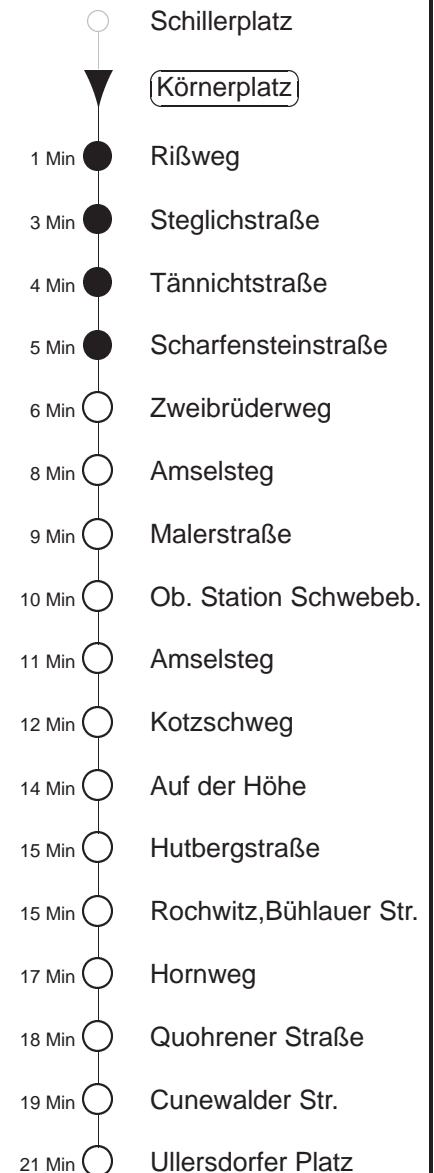 Schillerplatz
Körnerplatz
1 Min Rißweg
3 Min Steglichstraße
4 Min Tännichtstraße
5 Min Scharfensteinstraße
6 Min Zweibrüderweg
8 Min Amselsteg
9 Min Malerstraße
10 Min Ob. Station Schwebeb.
11 Min Amselsteg
12 Min Kotzschweg
14 Min Auf der Höhe
15 Min Hutbergstraße
15 Min Rochwitz,Bühlauer Str.
17 Min Hornweg
18 Min Quohrener Straße
19 Min Cunewalder Str.
21 Min Ullersdorfer Platz